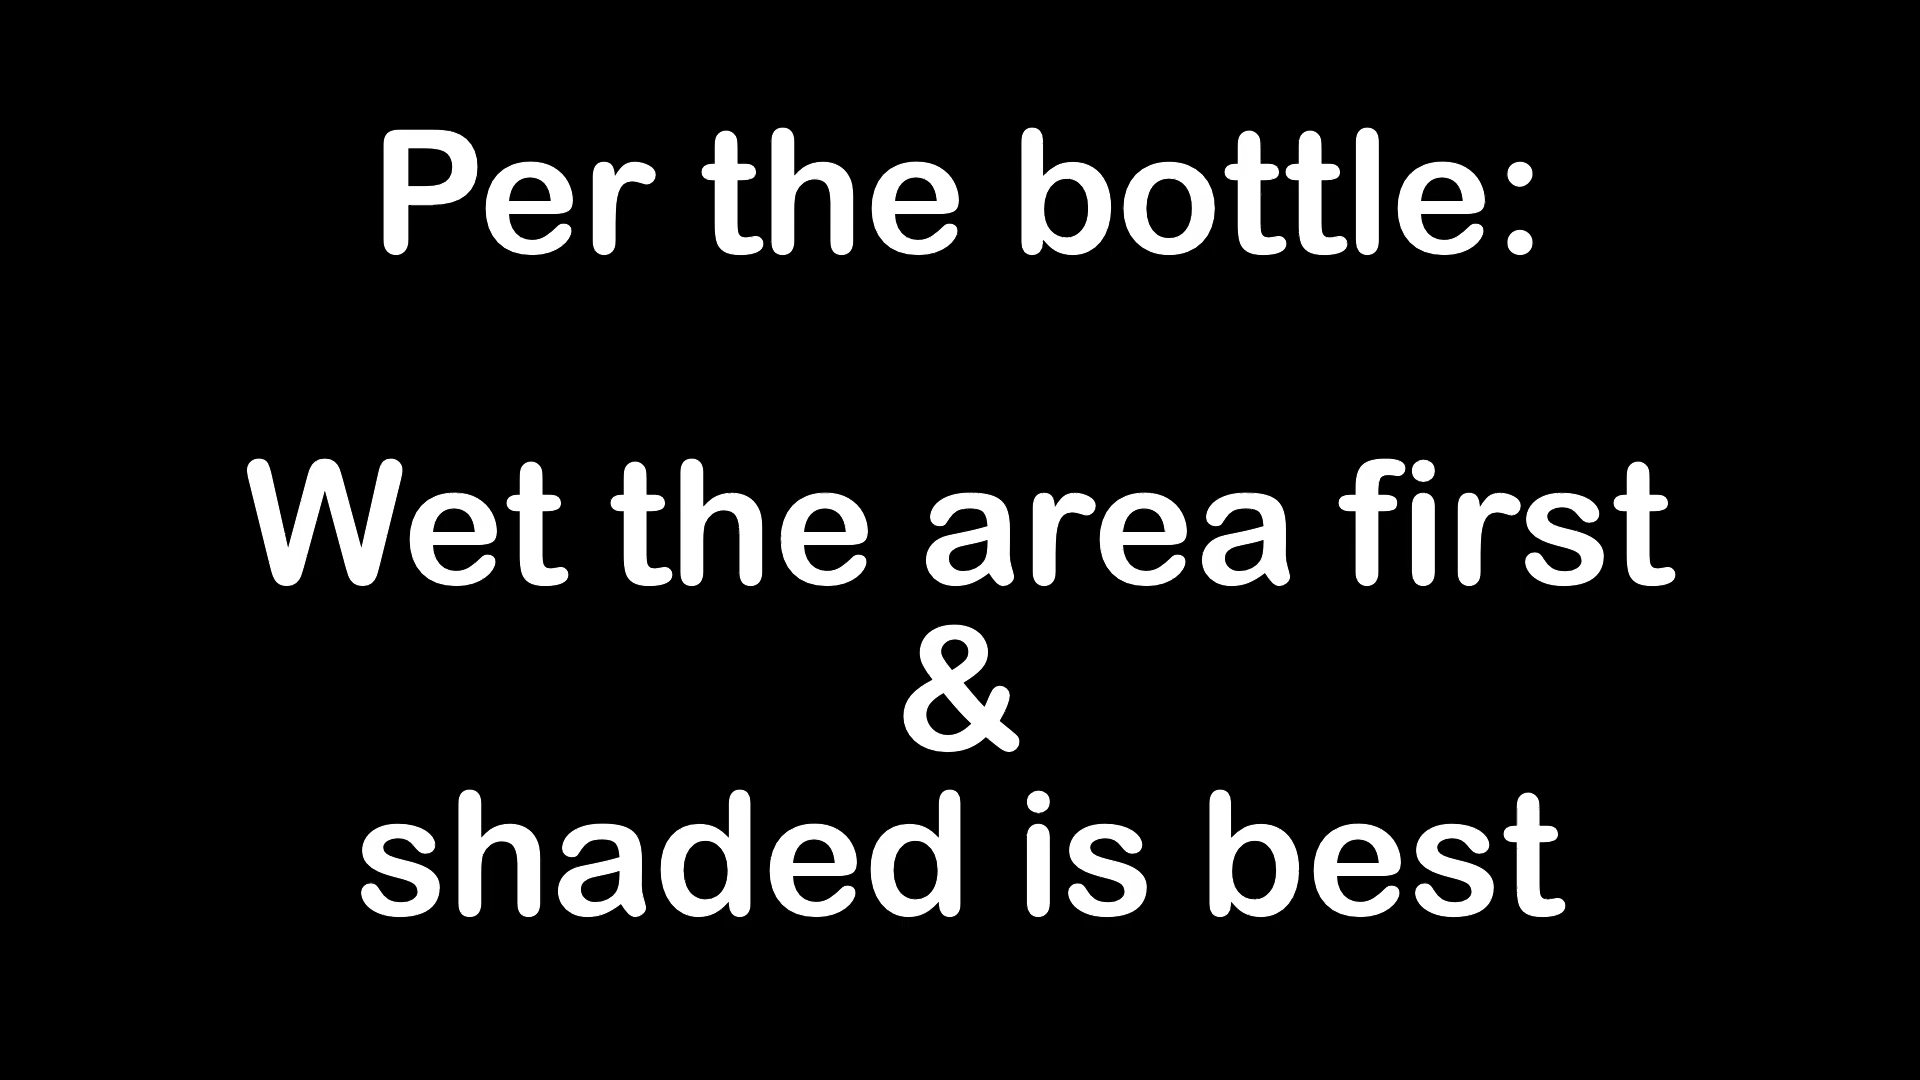 Per the bottle:
Wet the area first
&
shaded is best